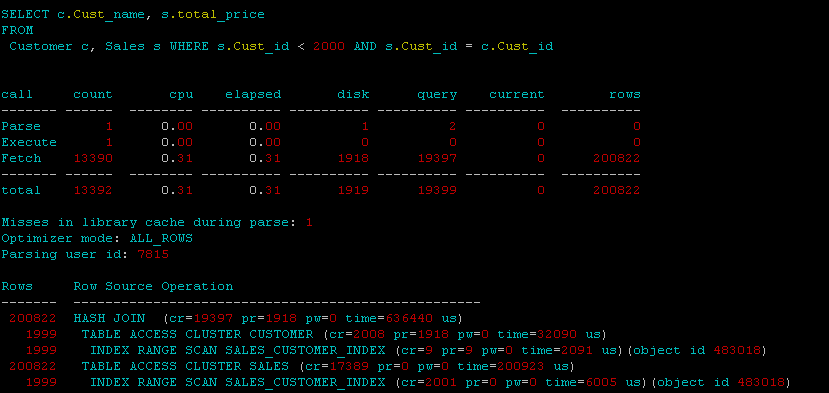 SELECT c.Cust_name, s.total_price
FROM
Customer c, Sales s WHERE s.Cust_id < 2000 AND s.Cust_id = c.Cust_id
call count cpu elapsed disk query current rows
------- ------ -------- ---------- ---------- ---------- ---------- ----------
Parse 1 0.00 0.00 1 2 0 0
Execute 1 0.00 0.00 0 0 0 0
Fetch 13390 0.31 0.31 1918 19397 0 200822
------- ------ -------- ---------- ---------- ---------- ---------- ----------
total 13392 0.31 0.31 1919 19399 0 200822
Misses in library cache during parse: 1
Optimizer mode: ALL_ROWS
Parsing user id: 7815
Rows Row Source Operation
------- ---------------------------------------------------
200822 HASH JOIN (cr=19397 pr=1918 pw=0 time=636440 us)
1999 TABLE ACCESS CLUSTER CUSTOMER (cr=2008 pr=1918 pw=0 time=32090 us)
1999 INDEX RANGE SCAN SALES_CUSTOMER_INDEX (cr=9 pr=9 pw=0 time=2091 us)(object id 483018)
200822 TABLE ACCESS CLUSTER SALES (cr=17389 pr=0 pw=0 time=200923 us)
1999 INDEX RANGE SCAN SALES_CUSTOMER_INDEX (cr=2001 pr=0 pw=0 time=6005 us)(object id 483018)